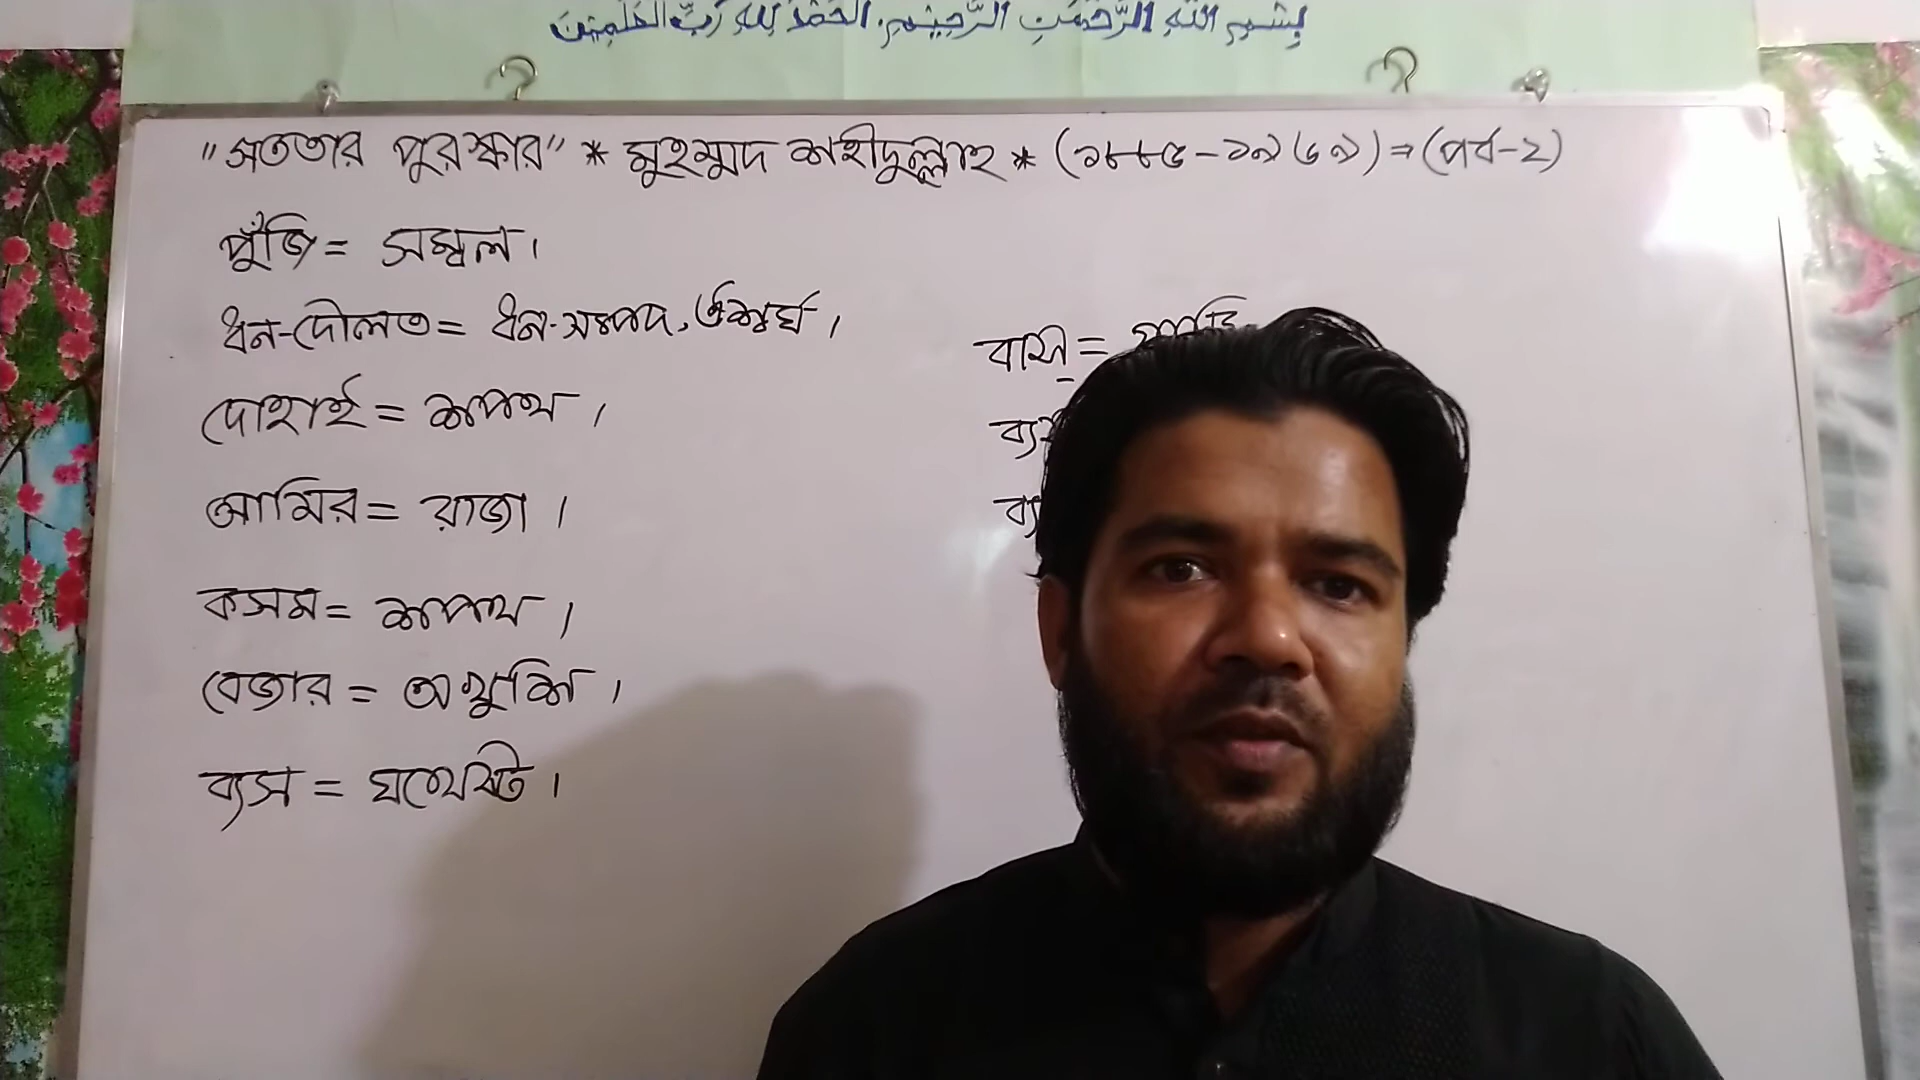 بِسْمِ اللهِ الرَّحْمٰنِ الرَّحِيْمِ. اَلْحَمْدُ لِلّٰهِ رَبِّ الْعٰلَمِيْنَ
"সততার পুরস্কার" * মুহম্মদ শহীদুল্লাহ * (১৮৮৫-১৯৬৯) ⇒ (পর্ব-২)
পুঁজি = সম্বল।
ধন-দৌলত = ধন-সম্পদ, ঐশ্বর্য।
দোহাই = শপথ।
আমির = রাজা।
কসম = শপথ।
বেজার = অখুশি।
ব্যস = যথেষ্ট।